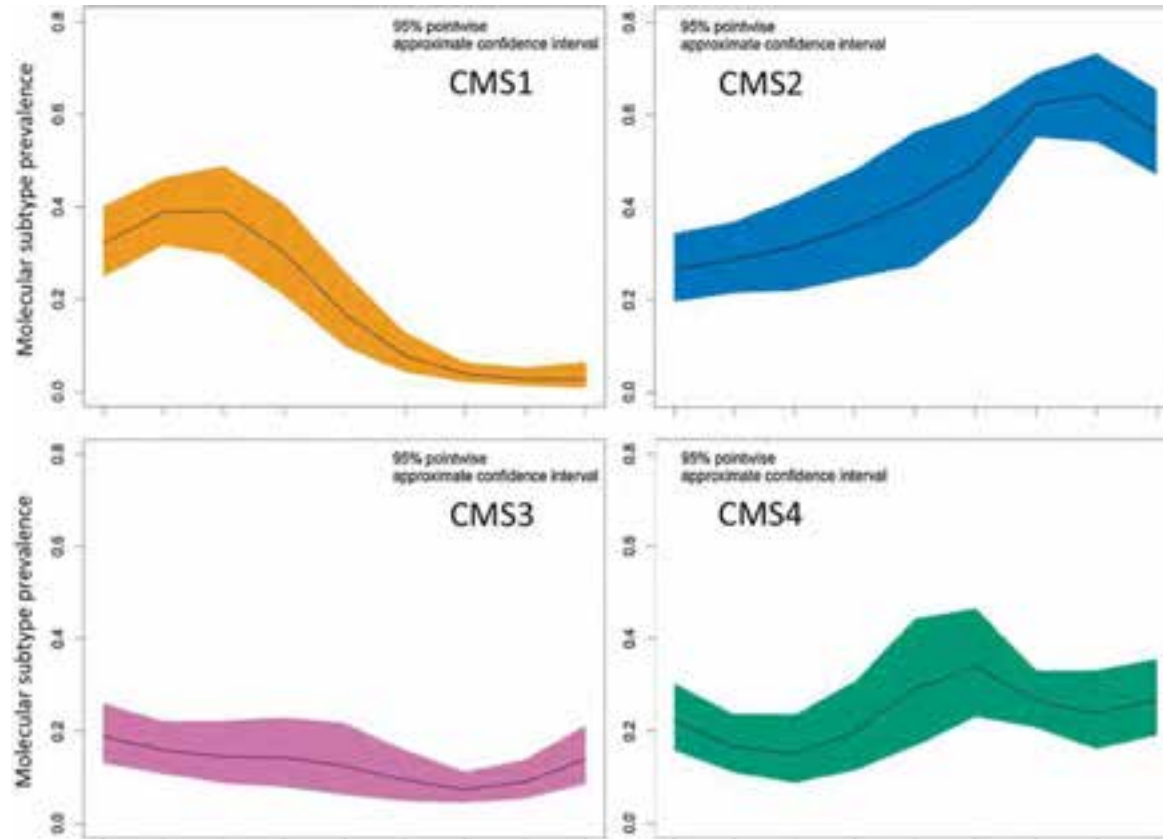 Molecular subtype prevalence
0.8
0.6
0.4
0.2
0.0
95% pointwise
approximate confidence interval
CMS1
0.8
0.6
0.4
0.2
0.0
95% pointwise
approximate confidence interval
CMS2
Molecular subtype prevalence
0.8
0.6
0.4
0.2
0.0
95% pointwise
approximate confidence interval
CMS3
0.8
0.6
0.4
0.2
0.0
95% pointwise
approximate confidence interval
CMS4